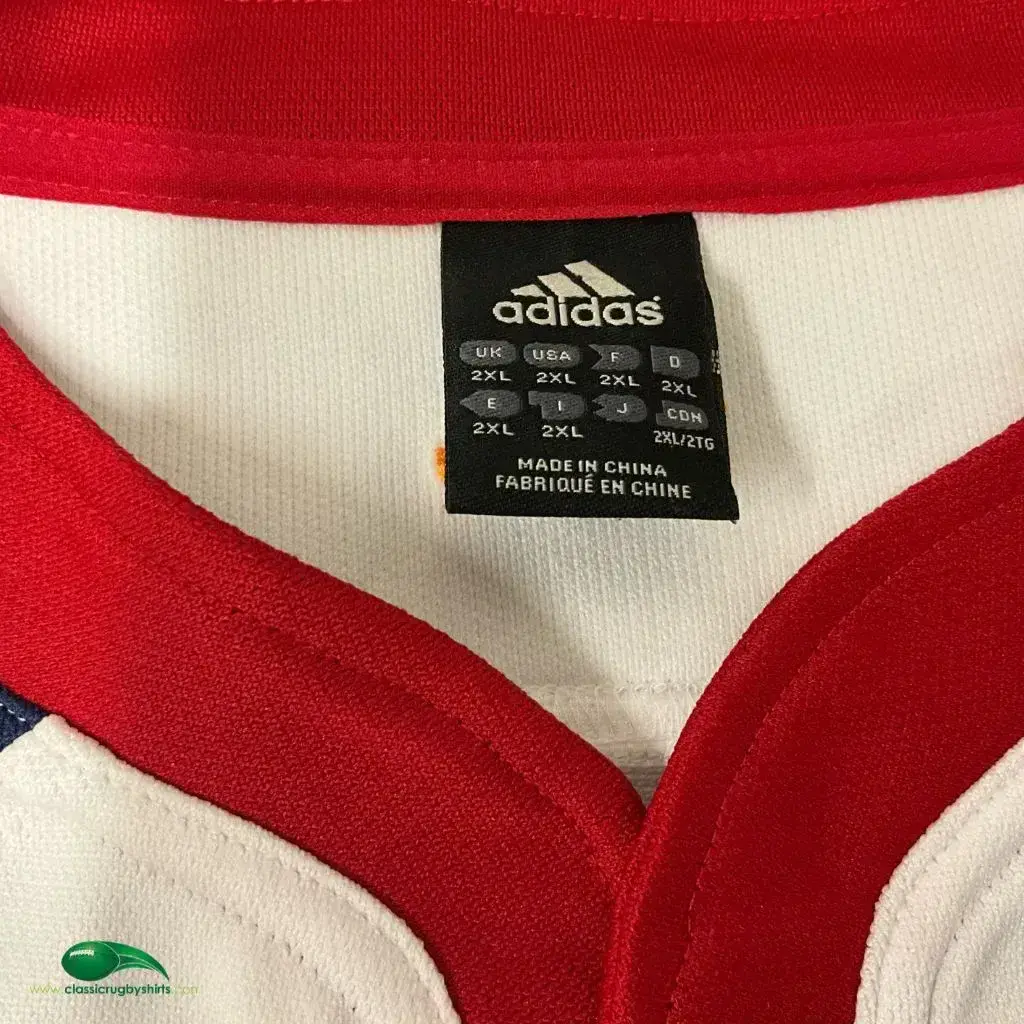 adidas
UK USA F D
2XL 2XL 2XL 2XL
E I J CDN
2XL 2XL 2XL/2TG
MADE IN CHINA
FABRIQUÉ EN CHINE
www.classicrugbyshirts.com